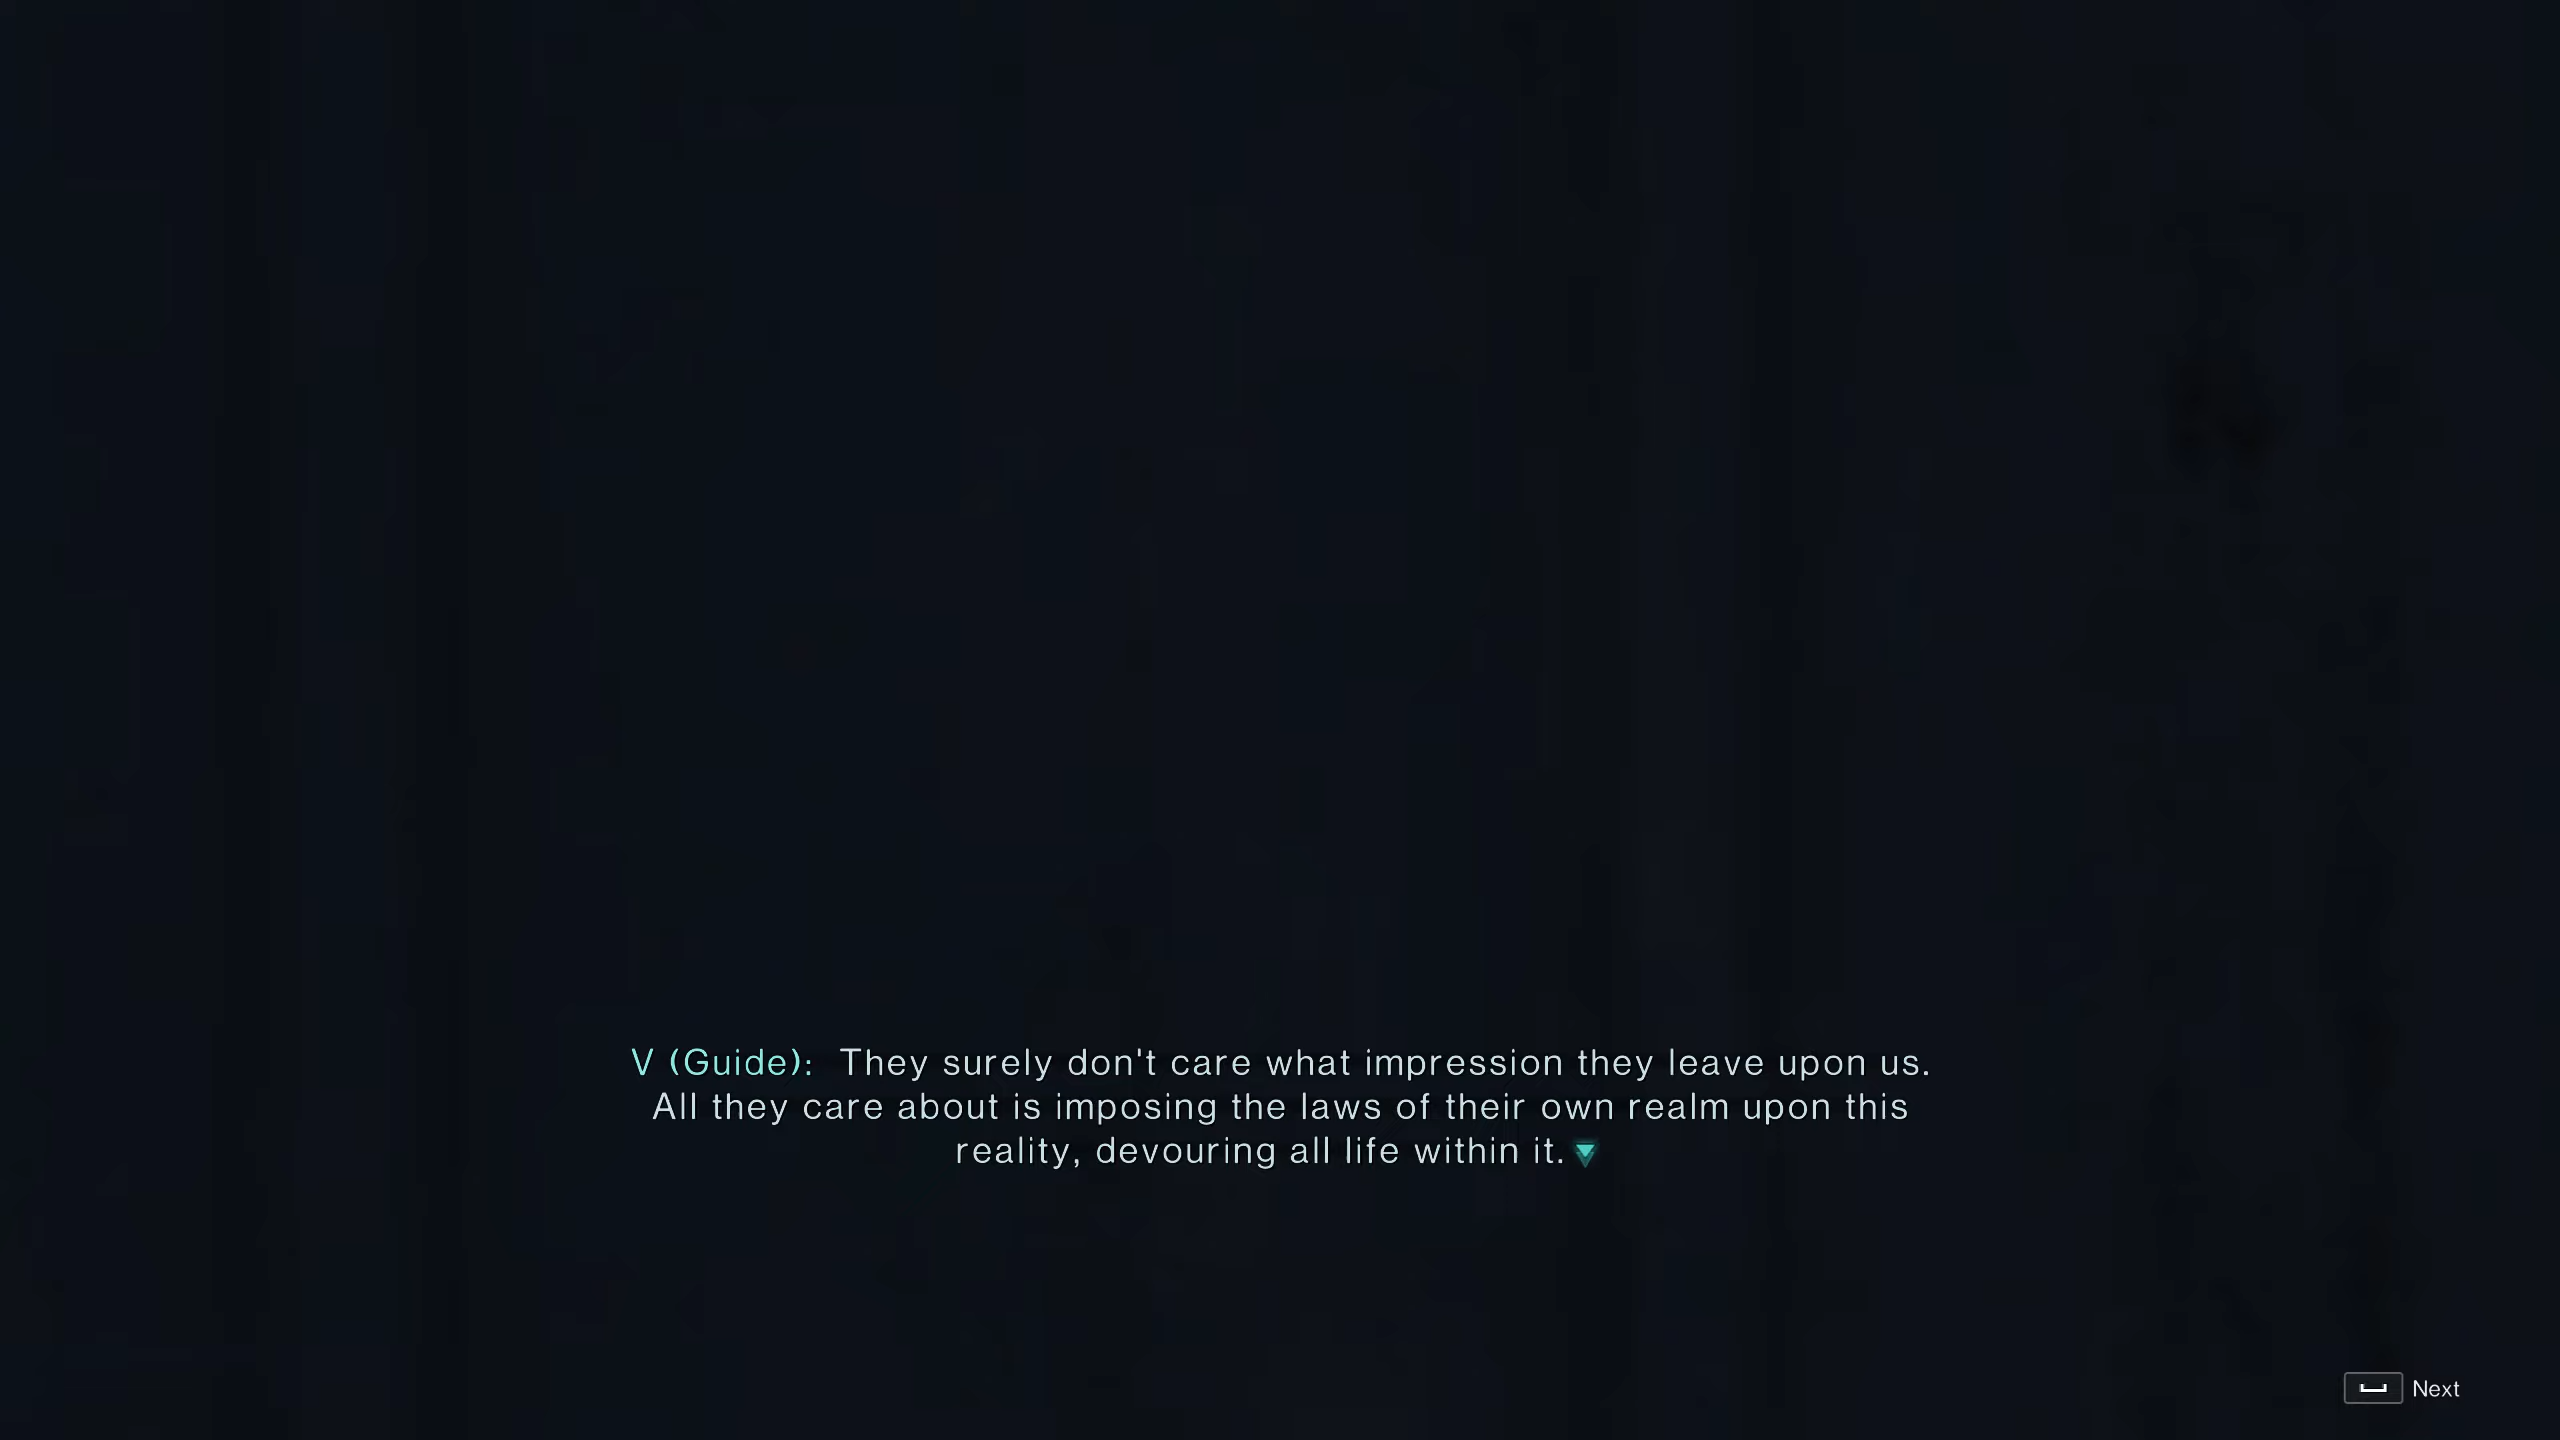 V (Guide): They surely don't care what impression they leave upon us.
All they care about is imposing the laws of their own realm upon this
reality, devouring all life within it.
Next